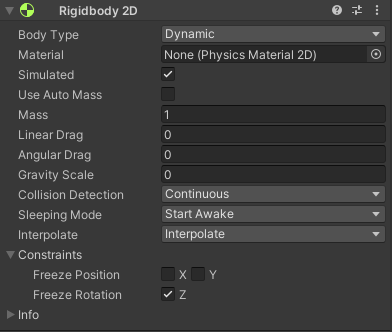 Rigidbody 2D
Body Type Dynamic
Material None (Physics Material 2D)
Simulated
Use Auto Mass
Mass 1
Linear Drag 0
Angular Drag 0
Gravity Scale 0
Collision Detection Continuous
Sleeping Mode Start Awake
Interpolate Interpolate
Constraints
Freeze Position X Y
Freeze Rotation Z
Info